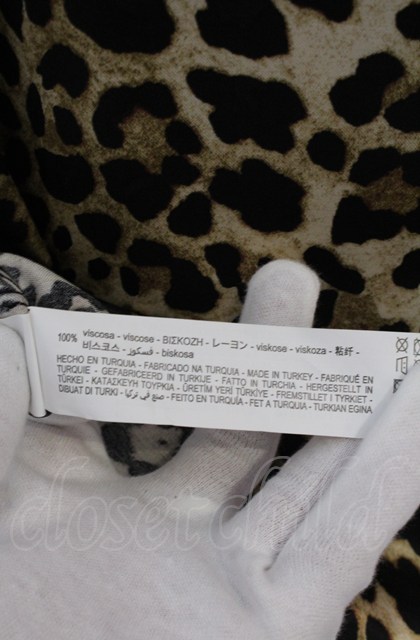 100% viscosa - viscose - ΒΙΣΚΟΖΗ - レーヨン - viskose - viskoza - 粘纤 -
비스코스 - فسكوز - biskosa
HECHO EN TURQUIA - FABRICADO NA TURQUIA - MADE IN TURKEY - FABRIQUÉ EN
TURQUIE - GEFABRICEERD IN TURKIJE - FATTO IN TURCHIA - HERGESTELLT IN
TÜRKEI - ΚΑΤΑΣΚΕΥΗ ΤΟΥΡΚΙΑ - ÜRETİM YERİ TÜRKİYE - FREMSTILLET I TYRKIET -
DIBUAT DI TURKI - صنع في تركيا - FEITO EN TURQUÍA - FET A TURQUIA - TURKIAN EGINA
closet child